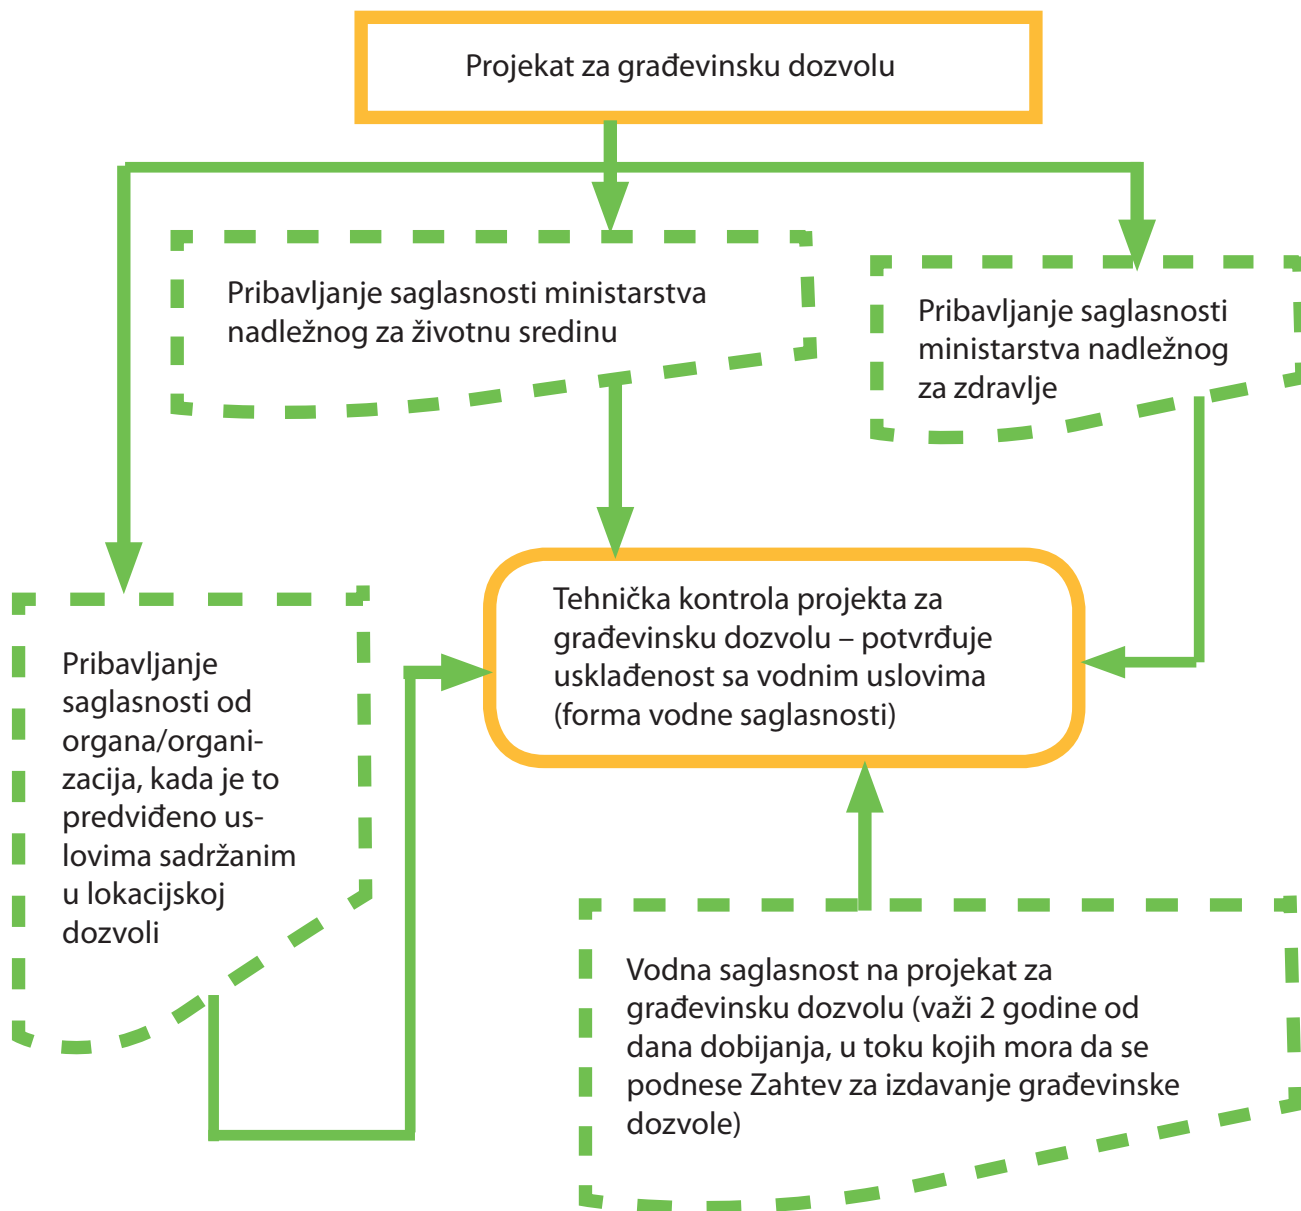 Projekat za građevinsku dozvolu
Pribavljanje saglasnosti ministarstva
nadležnog za životnu sredinu
Pribavljanje saglasnosti
ministarstva nadležnog
za zdravlje
Tehnička kontrola projekta za
građevinsku dozvolu – potvrđuje
usklađenost sa vodnim uslovima
(forma vodne saglasnosti)
Pribavljanje
saglasnosti od
organa/organi-
zacija, kada je to
predviđeno us-
lovima sadržanim
u lokacijskoj
dozvoli
Vodna saglasnost na projekat za
građevinsku dozvolu (važi 2 godine od
dana dobijanja, u toku kojih mora da se
podnese Zahtev za izdavanje građevinske
dozvole)